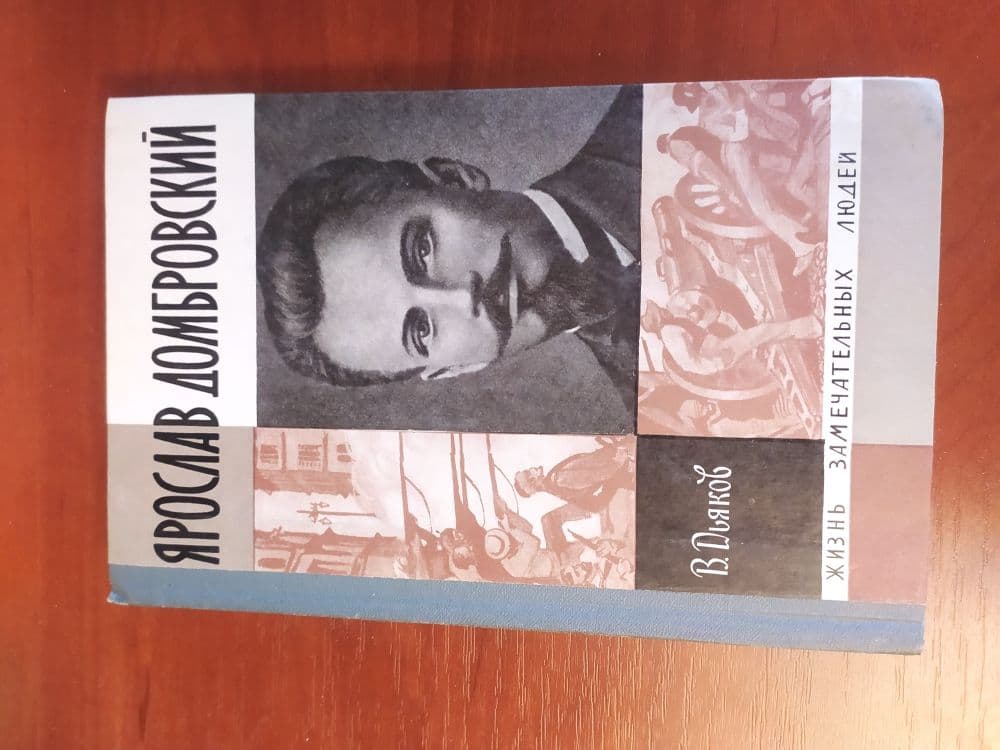 ЯРОСЛАВ ДОМБРОВСКИЙ
В. Дьяков
ЖИЗНЬ ЗАМЕЧАТЕЛЬНЫХ ЛЮДЕЙ